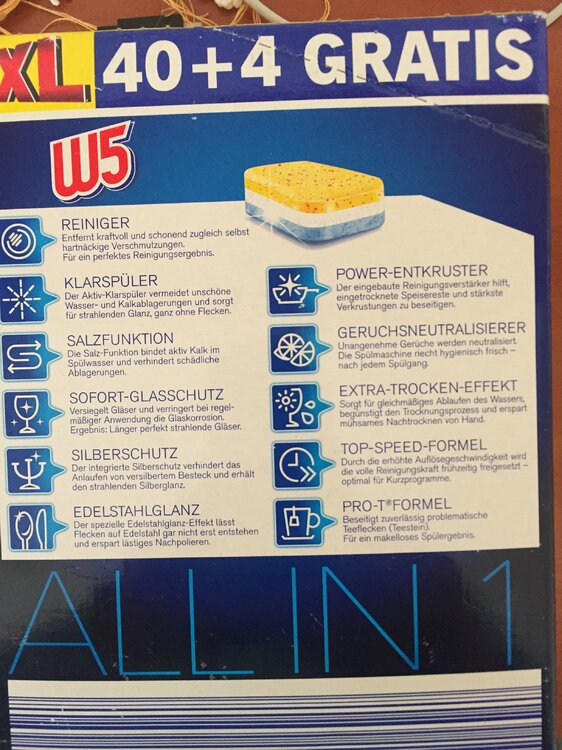 XL 40+4 GRATIS
W5
REINIGER
Entfernt kraftvoll und schonend zugleich selbst
hartnäckige Verschmutzungen.
Für ein perfektes Reinigungsergebnis.
KLARSPÜLER
Der Aktiv-Klarspüler vermeidet unschöne
Wasser- und Kalkablagerungen und sorgt
für strahlenden Glanz, ganz ohne Flecken.
SALZFUNKTION
Die Salz-Funktion bindet aktiv Kalk im
Spülwasser und verhindert schädliche
Ablagerungen.
SOFORT-GLASSCHUTZ
Versiegelt Gläser und verringert bei regel-
mäßiger Anwendung die Glaskorrosion.
Ergebnis: Länger perfekt strahlende Gläser.
SILBERSCHUTZ
Der integrierte Silberschutz verhindert das
Anlaufen von versilbertem Besteck und erhält
den strahlenden Silberglanz.
EDELSTAHLGLANZ
Der spezielle Edelstahlglanz-Effekt lässt
Flecken auf Edelstahl gar nicht erst entstehen
und erspart lästiges Nachpolieren.
POWER-ENTKRUSTER
Der eingebaute Reinigungsverstärker hilft,
eingetrocknete Speisereste und stärkste
Verkrustungen zu beseitigen.
GERUCHSNEUTRALISIERER
Unangenehme Gerüche werden neutralisiert.
Die Spülmaschine riecht hygienisch frisch –
nach jedem Spülgang.
EXTRA-TROCKEN-EFFEKT
Sorgt für gleichmäßiges Ablaufen des Wassers,
begünstigt den Trocknungsprozess und erspart
mühsames Nachtrocknen von Hand.
TOP-SPEED-FORMEL
Durch die erhöhte Auflösegeschwindigkeit wird
die volle Reinigungskraft frühzeitig freigesetzt –
optimal für Kurzprogramme.
PRO-T®FORMEL
Beseitigt zuverlässig problematische
Teeflecken (Teestein).
Für ein makelloses Spülergebnis.
ALL IN 1